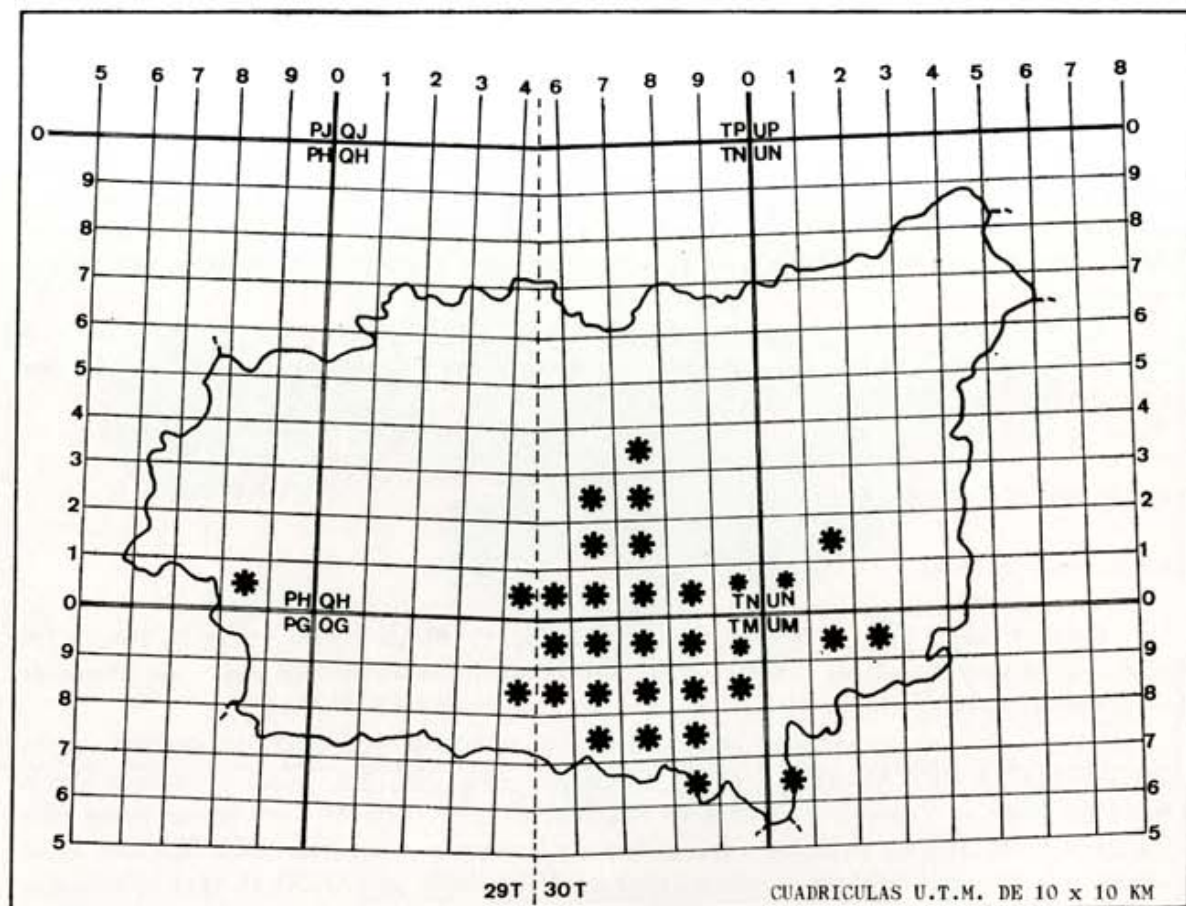 5 6 7 8 9 0 1 2 3 4 6 7 8 9 0 1 2 3 4 5 6 7 8
0 PJ QJ TP UP 0
PH QH TN UN
9 9
8 8
7 7
6 6
5 5
4 4
3 3
2 2
1 1
0 PH QH TN UN 0
PG QG TM UM
9 9
8 8
7 7
6 6
5 5
29T 30T CUADRICULAS U.T.M. DE 10 x 10 KM